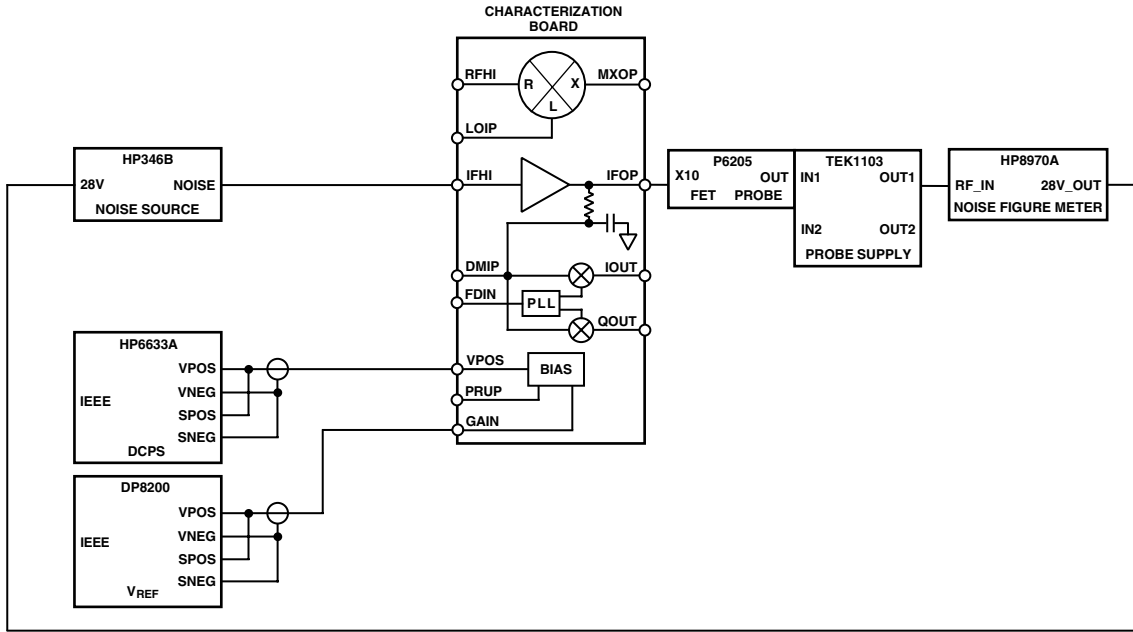 CHARACTERIZATION
BOARD
RFHI
R
X
L
MXOP
LOIP
HP346B
28V
NOISE
NOISE SOURCE
IFHI
IFOP
P6205
X10
OUT
FET PROBE
TEK1103
IN1
OUT1
IN2
OUT2
PROBE SUPPLY
HP8970A
RF_IN
28V_OUT
NOISE FIGURE METER
DMIP
IOUT
FDIN
PLL
QOUT
HP6633A
VPOS
VNEG
IEEE
SPOS
SNEG
DCPS
VPOS
BIAS
PRUP
GAIN
DP8200
VPOS
VNEG
IEEE
SPOS
SNEG
VREF